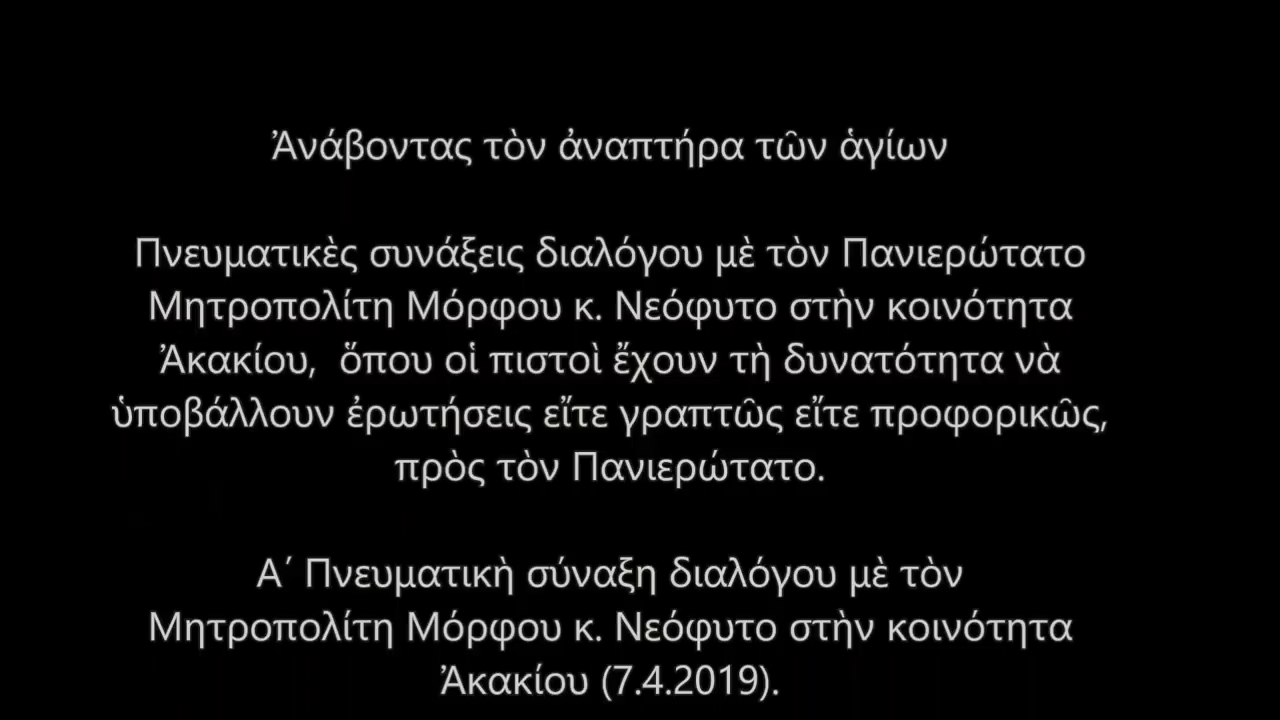 Ἀνάβοντας τὸν ἀναπτήρα τῶν ἁγίων
Πνευματικὲς συνάξεις διαλόγου μὲ τὸν Πανιερώτατο
Μητροπολίτη Μόρφου κ. Νεόφυτο στὴν κοινότητα
Ἀκακίου,  ὅπου οἱ πιστοὶ ἔχουν τὴ δυνατότητα νὰ
ὑποβάλλουν ἐρωτήσεις εἴτε γραπτῶς εἴτε προφορικῶς,
πρὸς τὸν Πανιερώτατο.
Α΄ Πνευματικὴ σύναξη διαλόγου μὲ τὸν
Μητροπολίτη Μόρφου κ. Νεόφυτο στὴν κοινότητα
Ἀκακίου (7.4.2019).